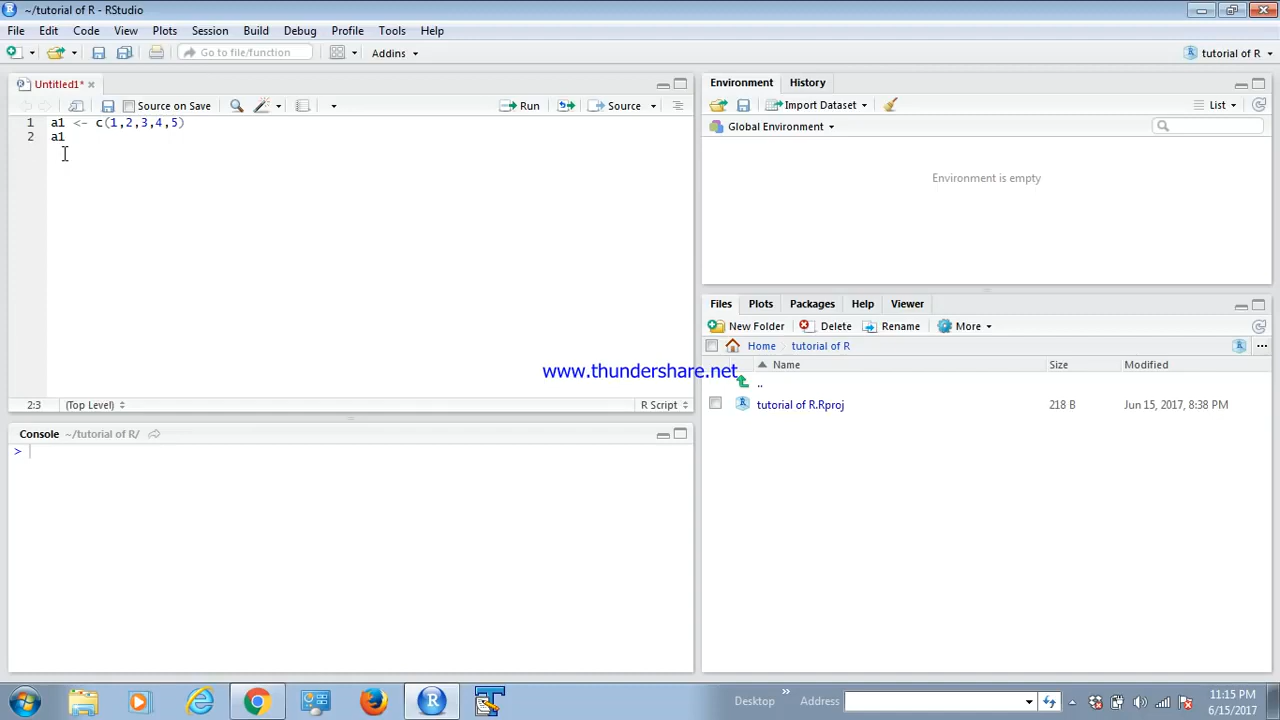 ~/tutorial of R - RStudio
File Edit Code View Plots Session Build Debug Profile Tools Help
Go to file/function Addins tutorial of R
Untitled1*
Source on Save Run Source
1 a1 <- c(1,2,3,4,5)
2 a1
2:3 (Top Level) R Script
Console ~/tutorial of R/
>
Environment History
Import Dataset List
Global Environment
Environment is empty
Files Plots Packages Help Viewer
New Folder Delete Rename More
Home tutorial of R
Name Size Modified
..
tutorial of R.Rproj 218 B Jun 15, 2017, 8:38 PM
www.thundershare.net
Desktop » Address 11:15 PM
6/15/2017